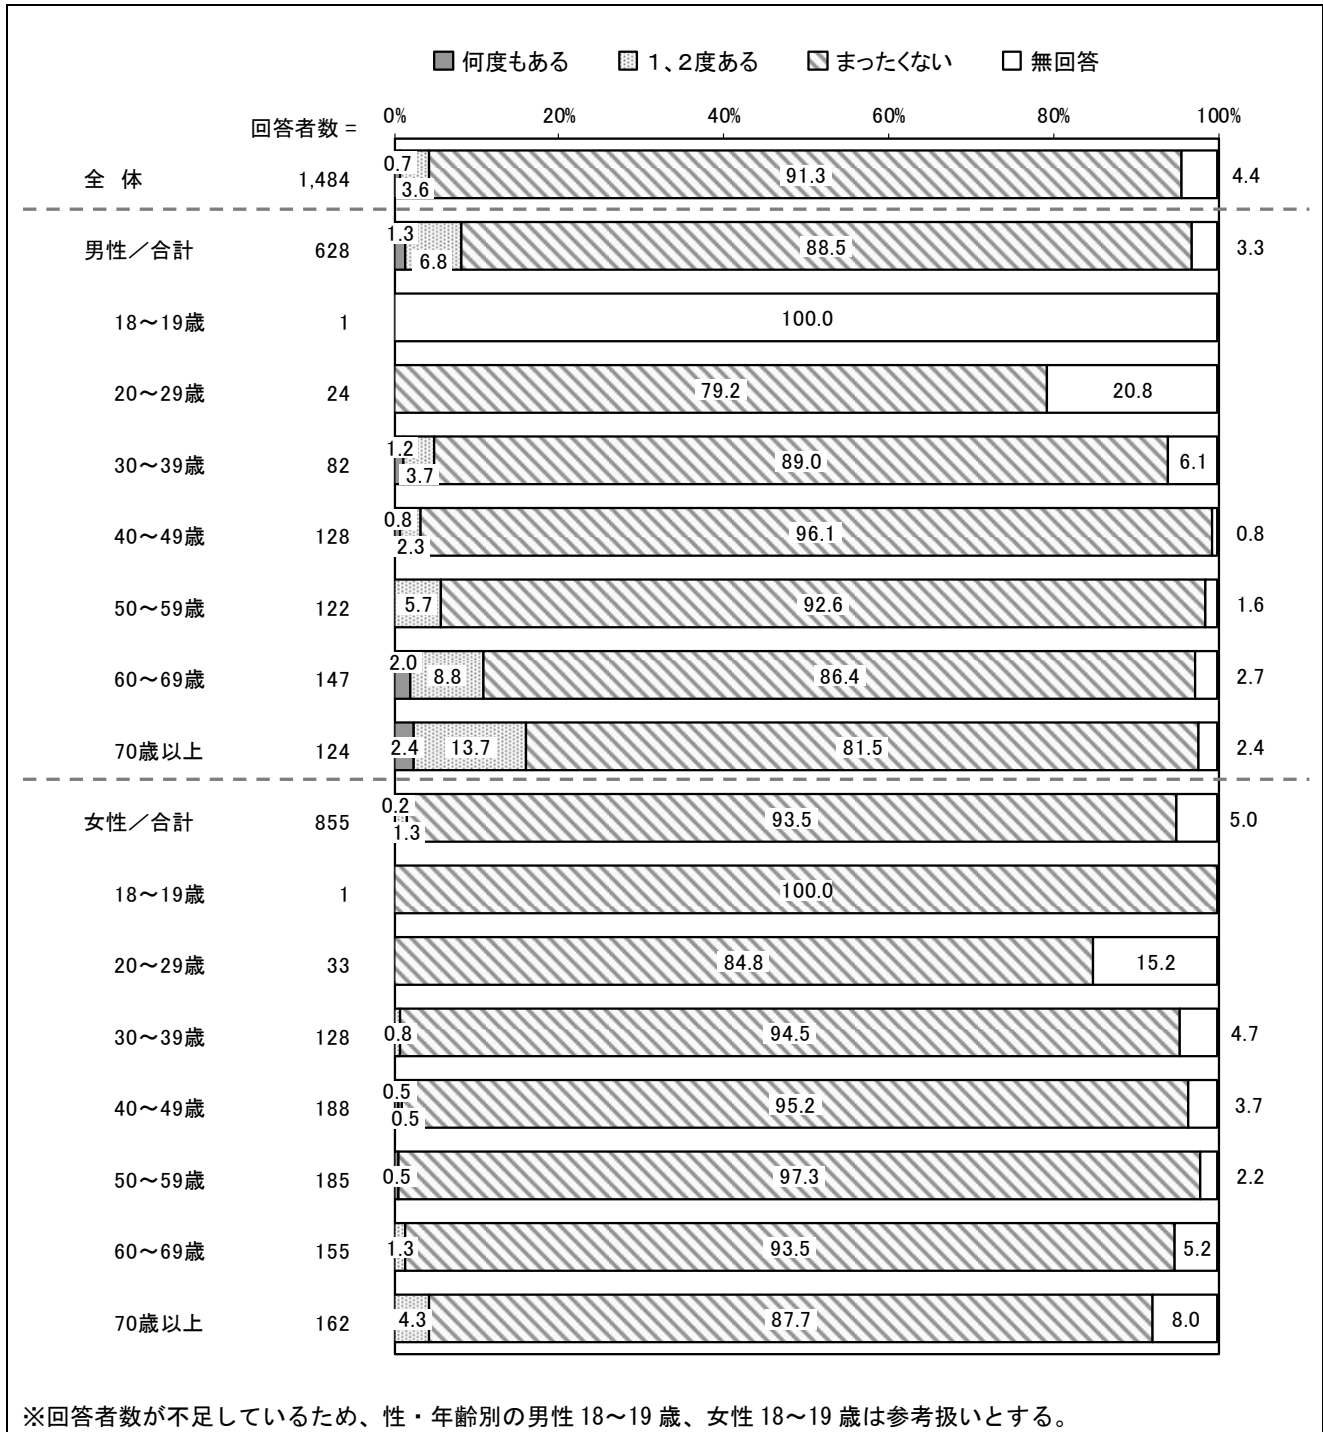 何度もある １、２度ある まったくない 無回答
回答者数 = 0% 20% 40% 60% 80% 100%
全 体 1,484 0.7 3.6 91.3 4.4
男性／合計 628 1.3 6.8 88.5 3.3
18～19歳 1 100.0
20～29歳 24 79.2 20.8
30～39歳 82 1.2 3.7 89.0 6.1
40～49歳 128 0.8 2.3 96.1 0.8
50～59歳 122 5.7 92.6 1.6
60～69歳 147 2.0 8.8 86.4 2.7
70歳以上 124 2.4 13.7 81.5 2.4
女性／合計 855 0.2 1.3 93.5 5.0
18～19歳 1 100.0
20～29歳 33 84.8 15.2
30～39歳 128 0.8 94.5 4.7
40～49歳 188 0.5 0.5 95.2 3.7
50～59歳 185 0.5 97.3 2.2
60～69歳 155 1.3 93.5 5.2
70歳以上 162 4.3 87.7 8.0
※回答者数が不足しているため、性・年齢別の男性 18～19 歳、女性 18～19 歳は参考扱いとする。